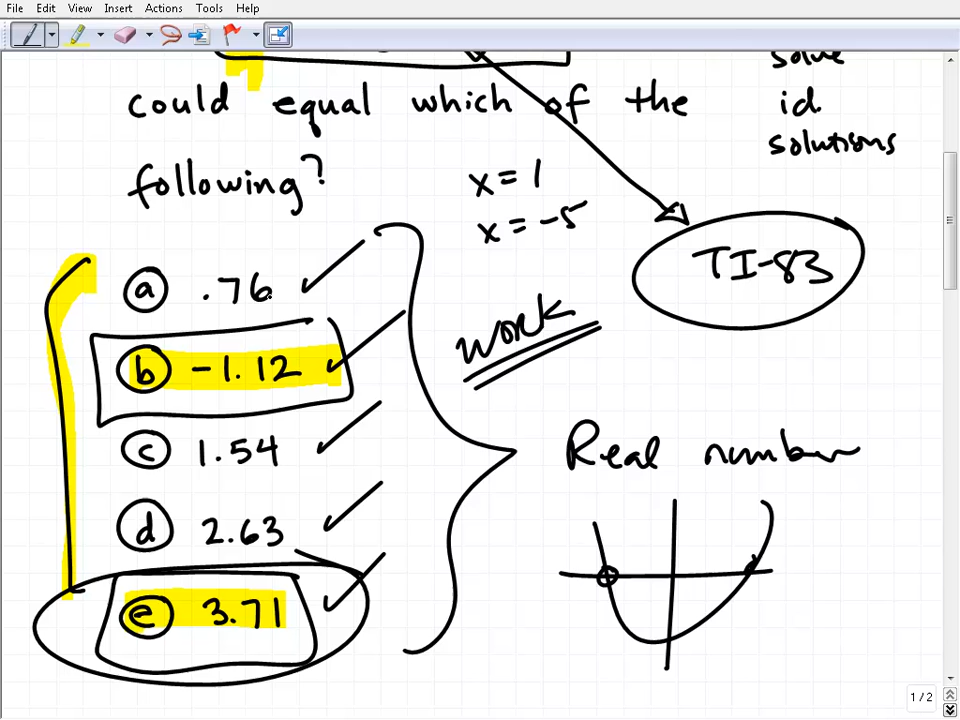 File Edit View Insert Actions Tools Help
solve
could equal which of the
id.
solutions
following?
x = 1
x = -5
TI-83
a .76
work
b -1.12
c 1.54
Real number
d 2.63
e 3.71
1/2